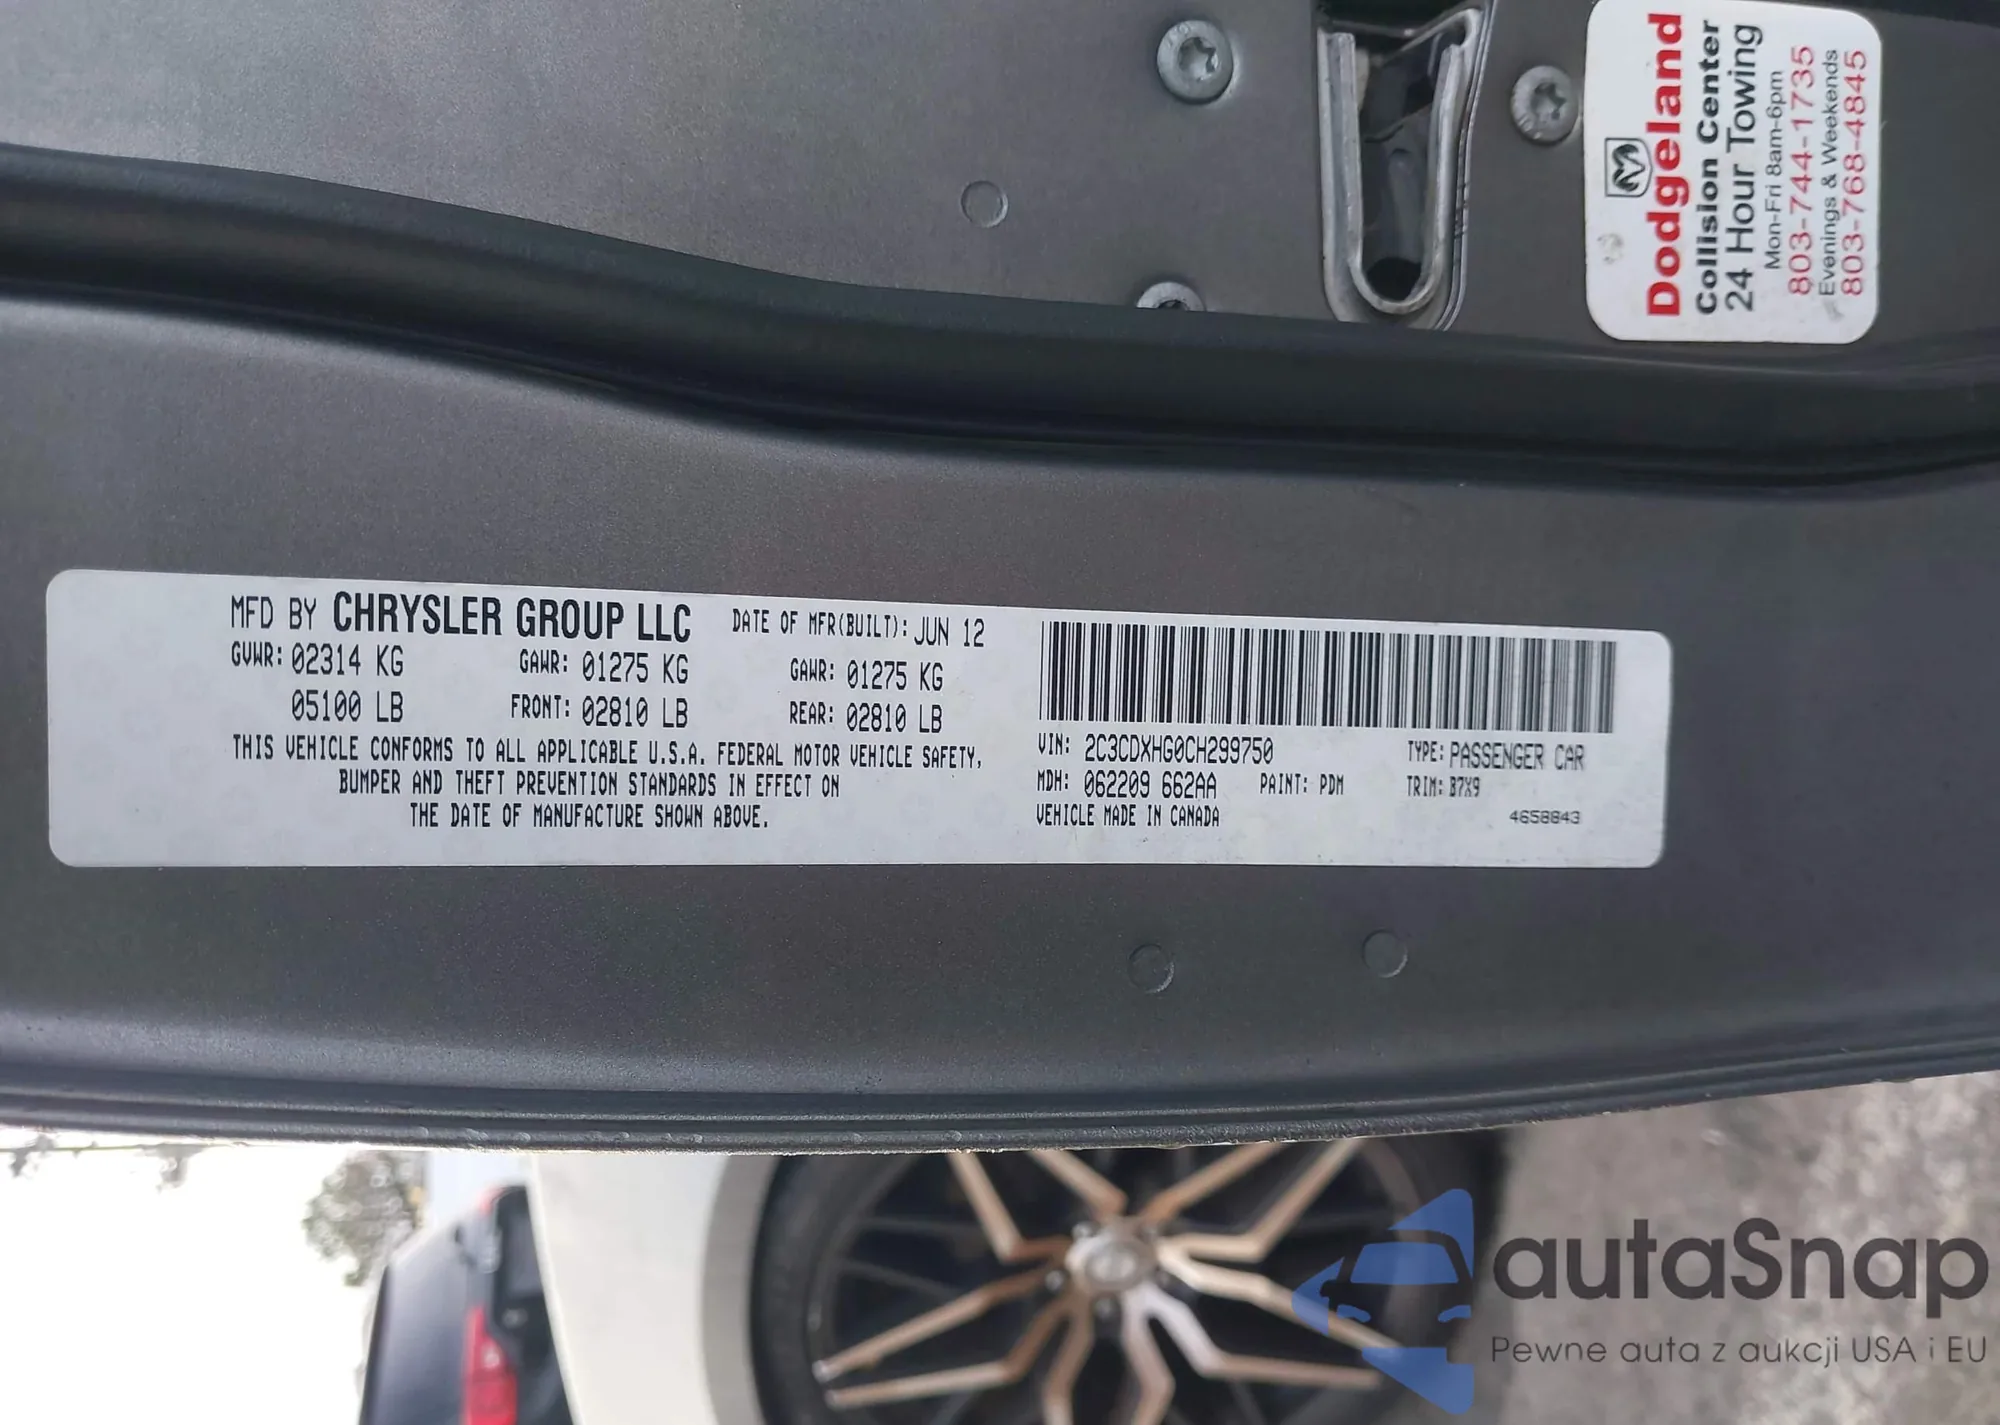 Dodgeland
Collision Center
24 Hour Towing
Mon-Fri 8am-6pm
803-744-1735
Evenings & Weekends
803-768-4845
MFD BY CHRYSLER GROUP LLC DATE OF MFR(BUILT): JUN 12
GVWR: 02314 KG GAWR: 01275 KG GAWR: 01275 KG
05100 LB FRONT: 02810 LB REAR: 02810 LB
THIS VEHICLE CONFORMS TO ALL APPLICABLE U.S.A. FEDERAL MOTOR VEHICLE SAFETY,
BUMPER AND THEFT PREVENTION STANDARDS IN EFFECT ON
THE DATE OF MANUFACTURE SHOWN ABOVE.
VIN: 2C3CDXHG0CH299750 TYPE: PASSENGER CAR
MDH: 062209 662AA PAINT: PDM TRIM: B7X9
VEHICLE MADE IN CANADA 4658843
autaSnap
Pewne auta z aukcji USA i EU